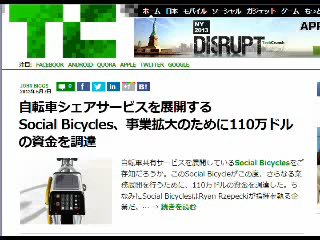 ホーム 日本 モバイル ソーシャル ガジェット ゲーム
NY
2013
DISRUPT
TechCrunch
注目: FACEBOOK ANDROID QUORA APPLE TWITTER GOOGLE
JOHN BIGGS
自転車シェアサービスを展開する
Social Bicycles、事業拡大のために110万ドル
の資金を調達
自転車共有サービスを展開しているSocial Bicyclesをご
存知だろうか。このSocial Bicycleがこの度、さらなる業
務展開を行うために、110万ドルの資金を調達した。ち
なみにSocial BicyclesはRyan Rzepeckiが指揮を執る企
業だ、… → 続きを読む